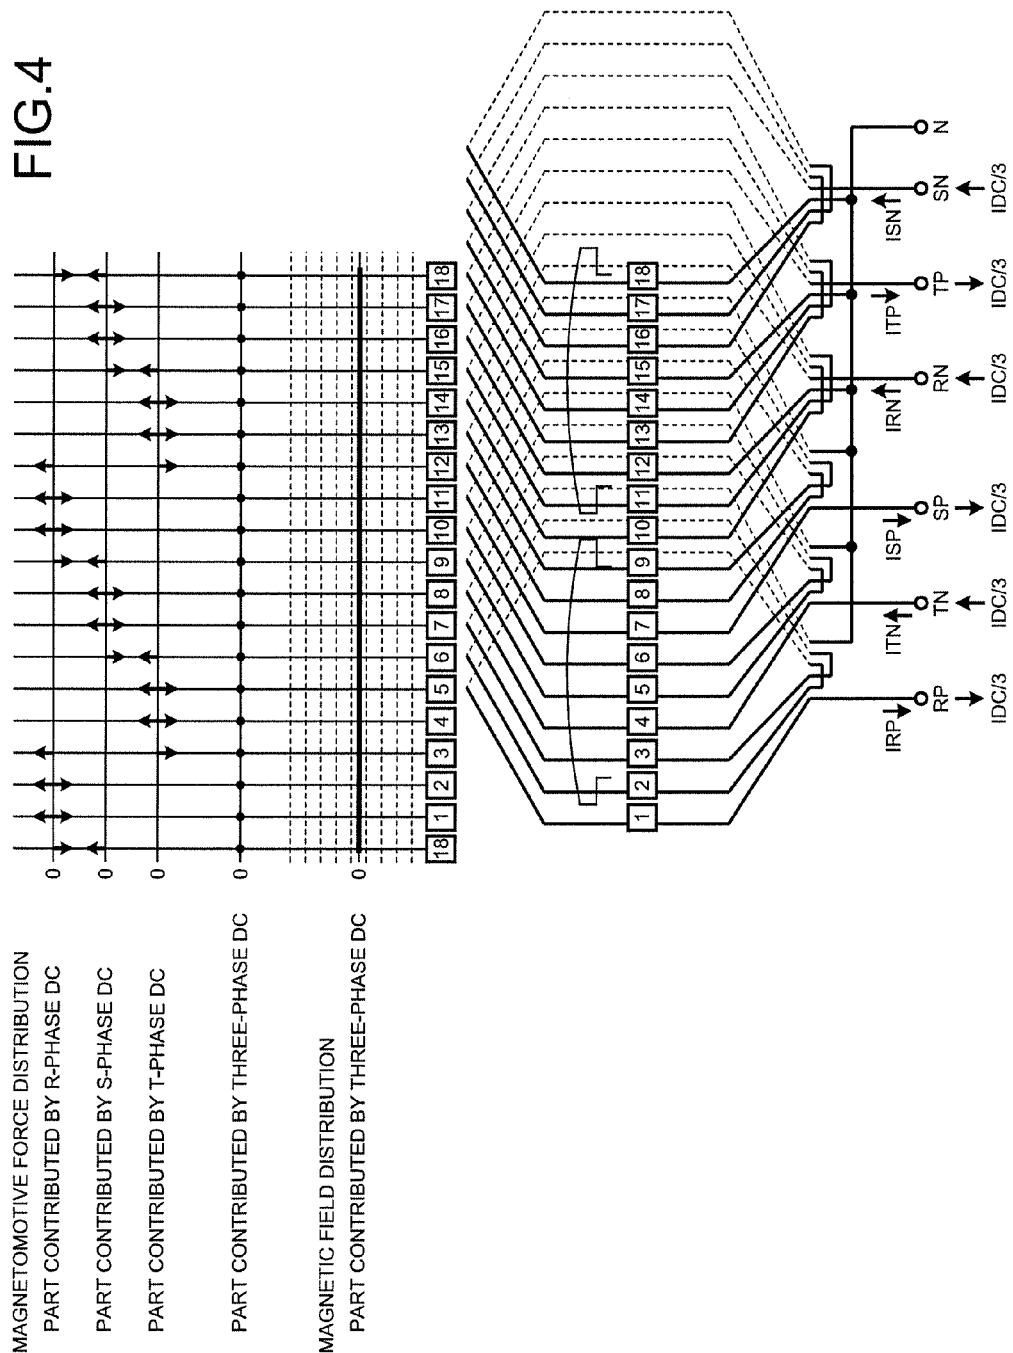 FIG.4
MAGNETOMOTIVE FORCE DISTRIBUTION
PART CONTRIBUTED BY R-PHASE DC
0
PART CONTRIBUTED BY S-PHASE DC
0
PART CONTRIBUTED BY T-PHASE DC
0
PART CONTRIBUTED BY THREE-PHASE DC
0
MAGNETIC FIELD DISTRIBUTION
PART CONTRIBUTED BY THREE-PHASE DC
0
18 1 2 3 4 5 6 7 8 9 10 11 12 13 14 15 16 17 18
1 2 3 4 5 6 7 8 9 10 11 12 13 14 15 16 17 18
IRP ITN ISP IRN ITP ISN
RP TN SP RN TP SN N
IDC/3 IDC/3 IDC/3 IDC/3 IDC/3 IDC/3